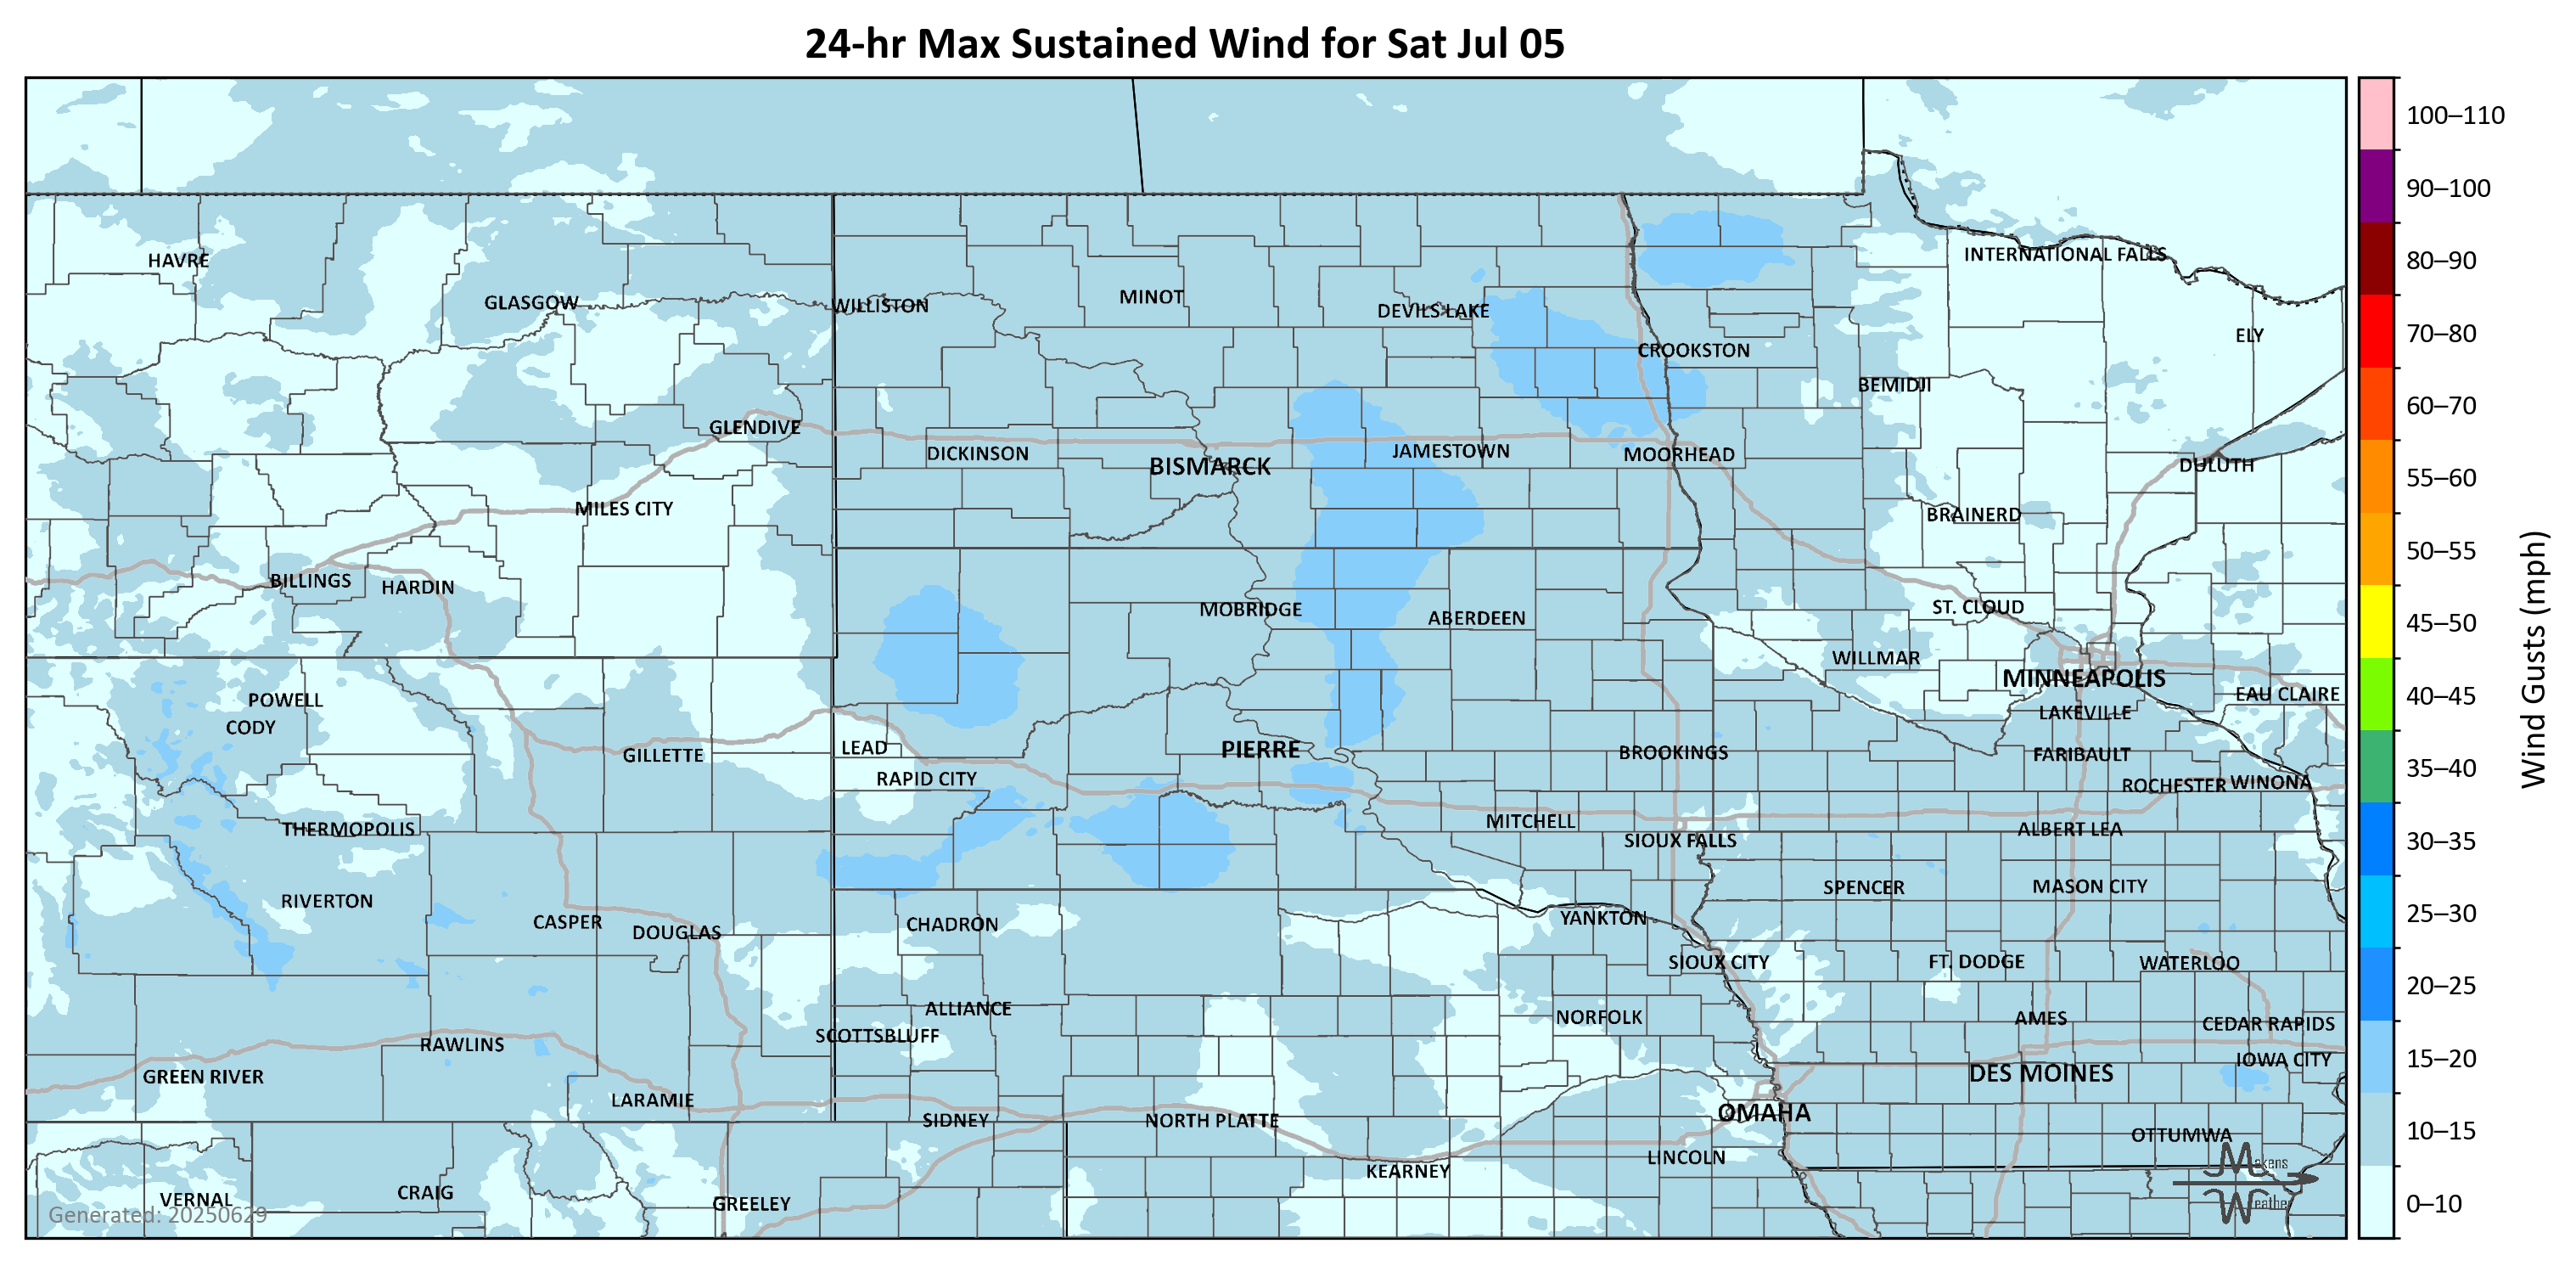 24-hr Max Sustained Wind for Sat Jul 05
100–110
90–100
80–90
70–80
60–70
55–60
50–55
45–50
40–45
35–40
30–35
25–30
20–25
15–20
10–15
0–10
Wind Gusts (mph)
HAVRE
GLASGOW
WILLISTON
MINOT
DEVILS LAKE
INTERNATIONAL FALLS
CROOKSTON
ELY
BEMIDJI
GLENDIVE
DICKINSON
BISMARCK
JAMESTOWN
MOORHEAD
DULUTH
MILES CITY
BRAINERD
BILLINGS
HARDIN
MOBRIDGE
ABERDEEN
ST. CLOUD
WILLMAR
MINNEAPOLIS
EAU CLAIRE
POWELL
CODY
LAKEVILLE
GILLETTE
LEAD
PIERRE
BROOKINGS
FARIBAULT
RAPID CITY
ROCHESTER
WINONA
THERMOPOLIS
MITCHELL
SIOUX FALLS
ALBERT LEA
RIVERTON
SPENCER
MASON CITY
CASPER
DOUGLAS
CHADRON
YANKTON
SIOUX CITY
FT. DODGE
WATERLOO
ALLIANCE
NORFOLK
AMES
CEDAR RAPIDS
SCOTTSBLUFF
RAWLINS
IOWA CITY
GREEN RIVER
DES MOINES
LARAMIE
SIDNEY
NORTH PLATTE
OMAHA
OTTUMWA
KEARNEY
LINCOLN
VERNAL
CRAIG
GREELEY
Generated: 20250629
Makens
Weather